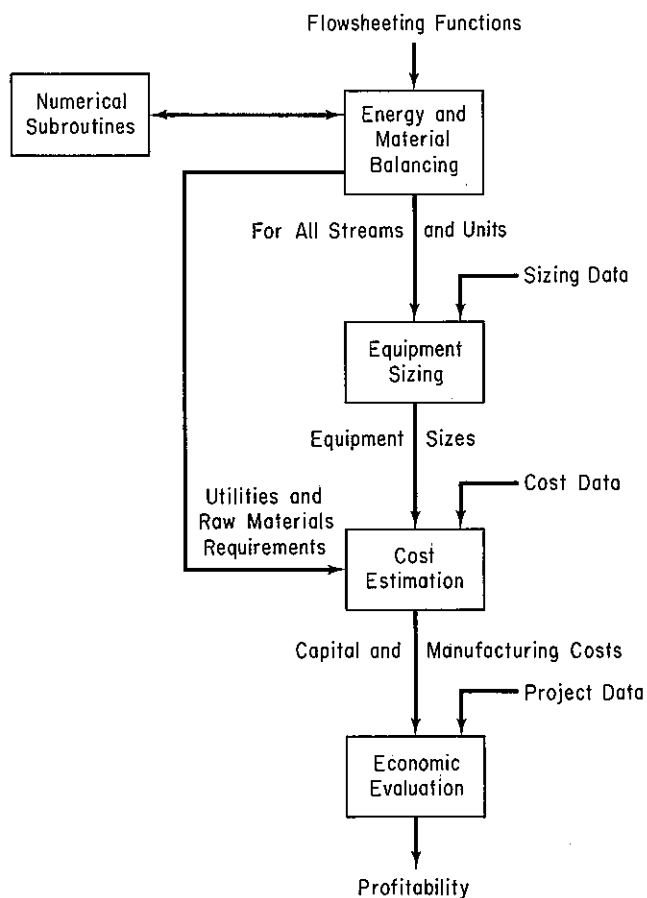 Flowsheeting Functions
Numerical
Subroutines
Energy and
Material
Balancing
For All Streams and Units
Sizing Data
Equipment
Sizing
Equipment Sizes
Cost Data
Utilities and
Raw Materials
Requirements
Cost
Estimation
Capital and Manufacturing Costs
Project Data
Economic
Evaluation
Profitability